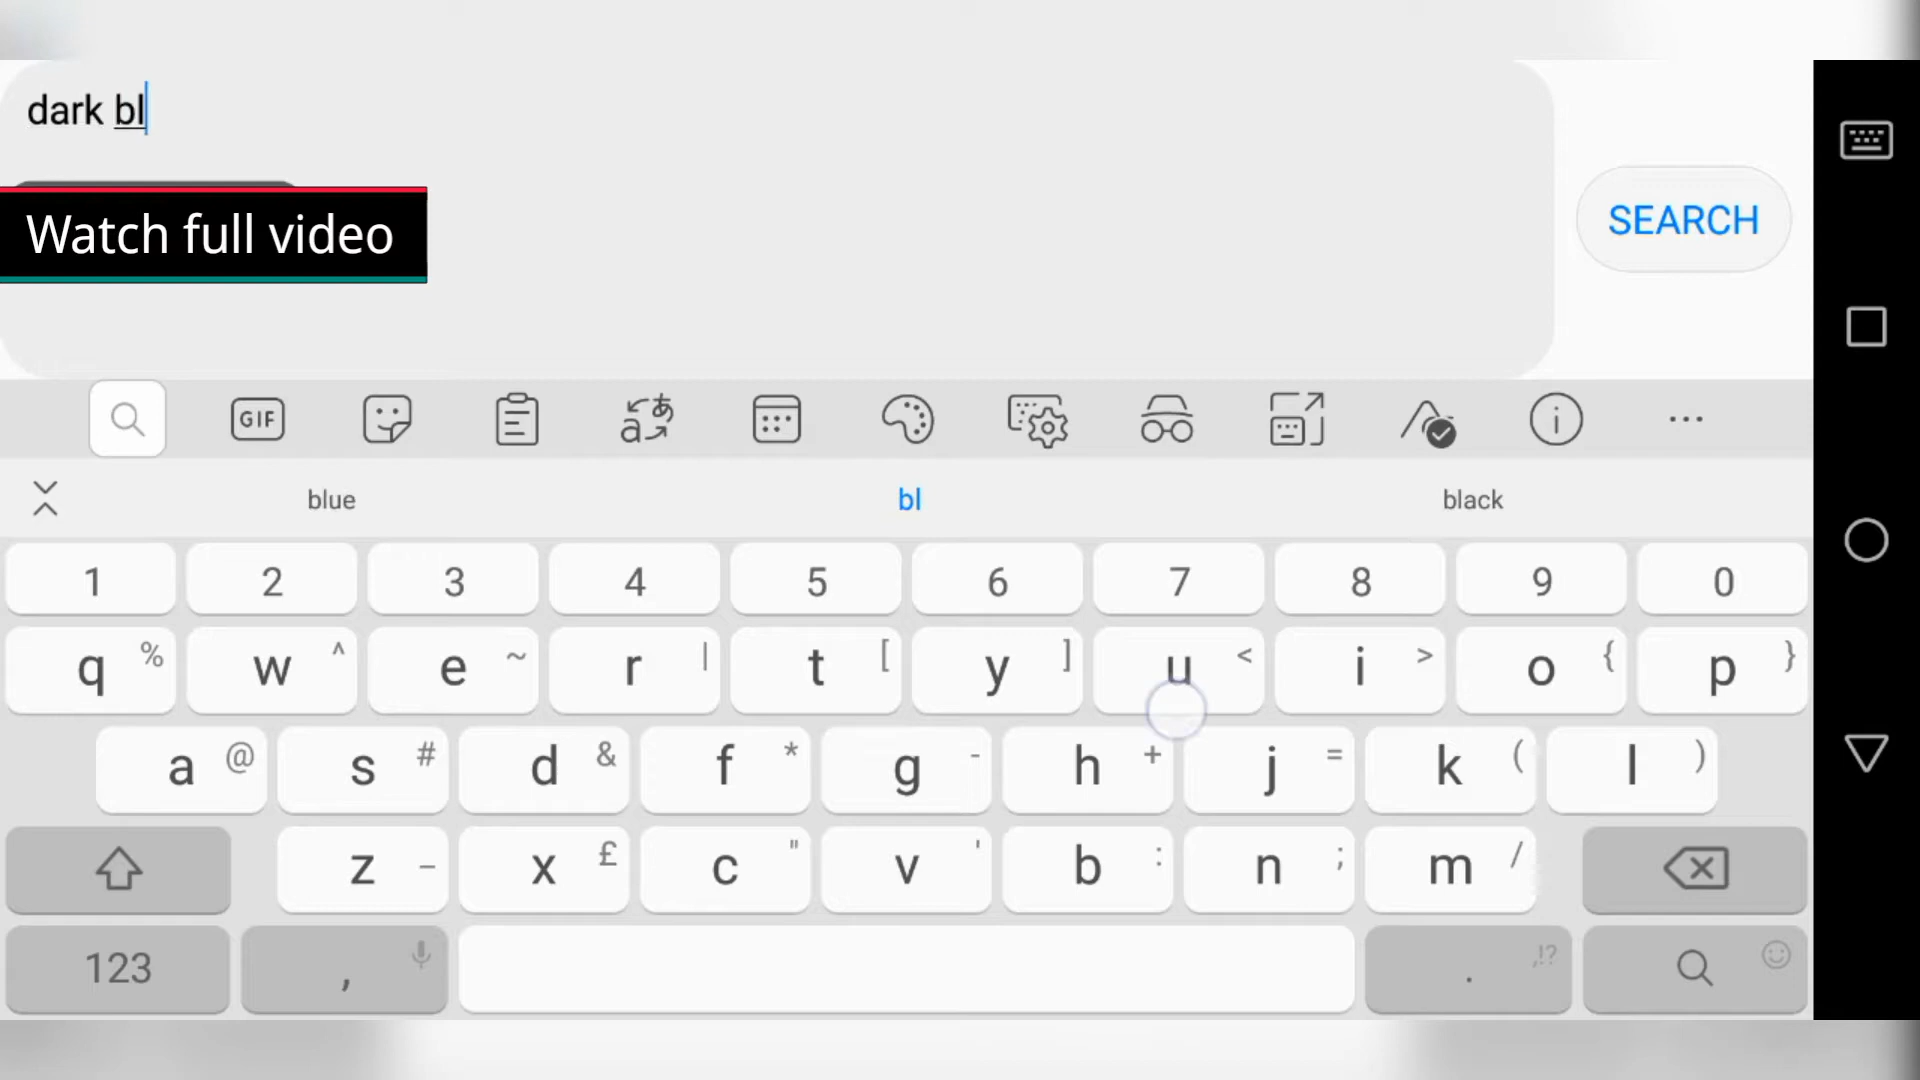 dark bl
Watch full video
SEARCH
GIF
blue bl black
1 2 3 4 5 6 7 8 9 0
q % w ^ e ~ r | t [ y ] u < i > o { p }
a @ s # d & f * g - h + j = k ( l )
z _ x £ c " v ' b : n ; m /
123 , . ,!?